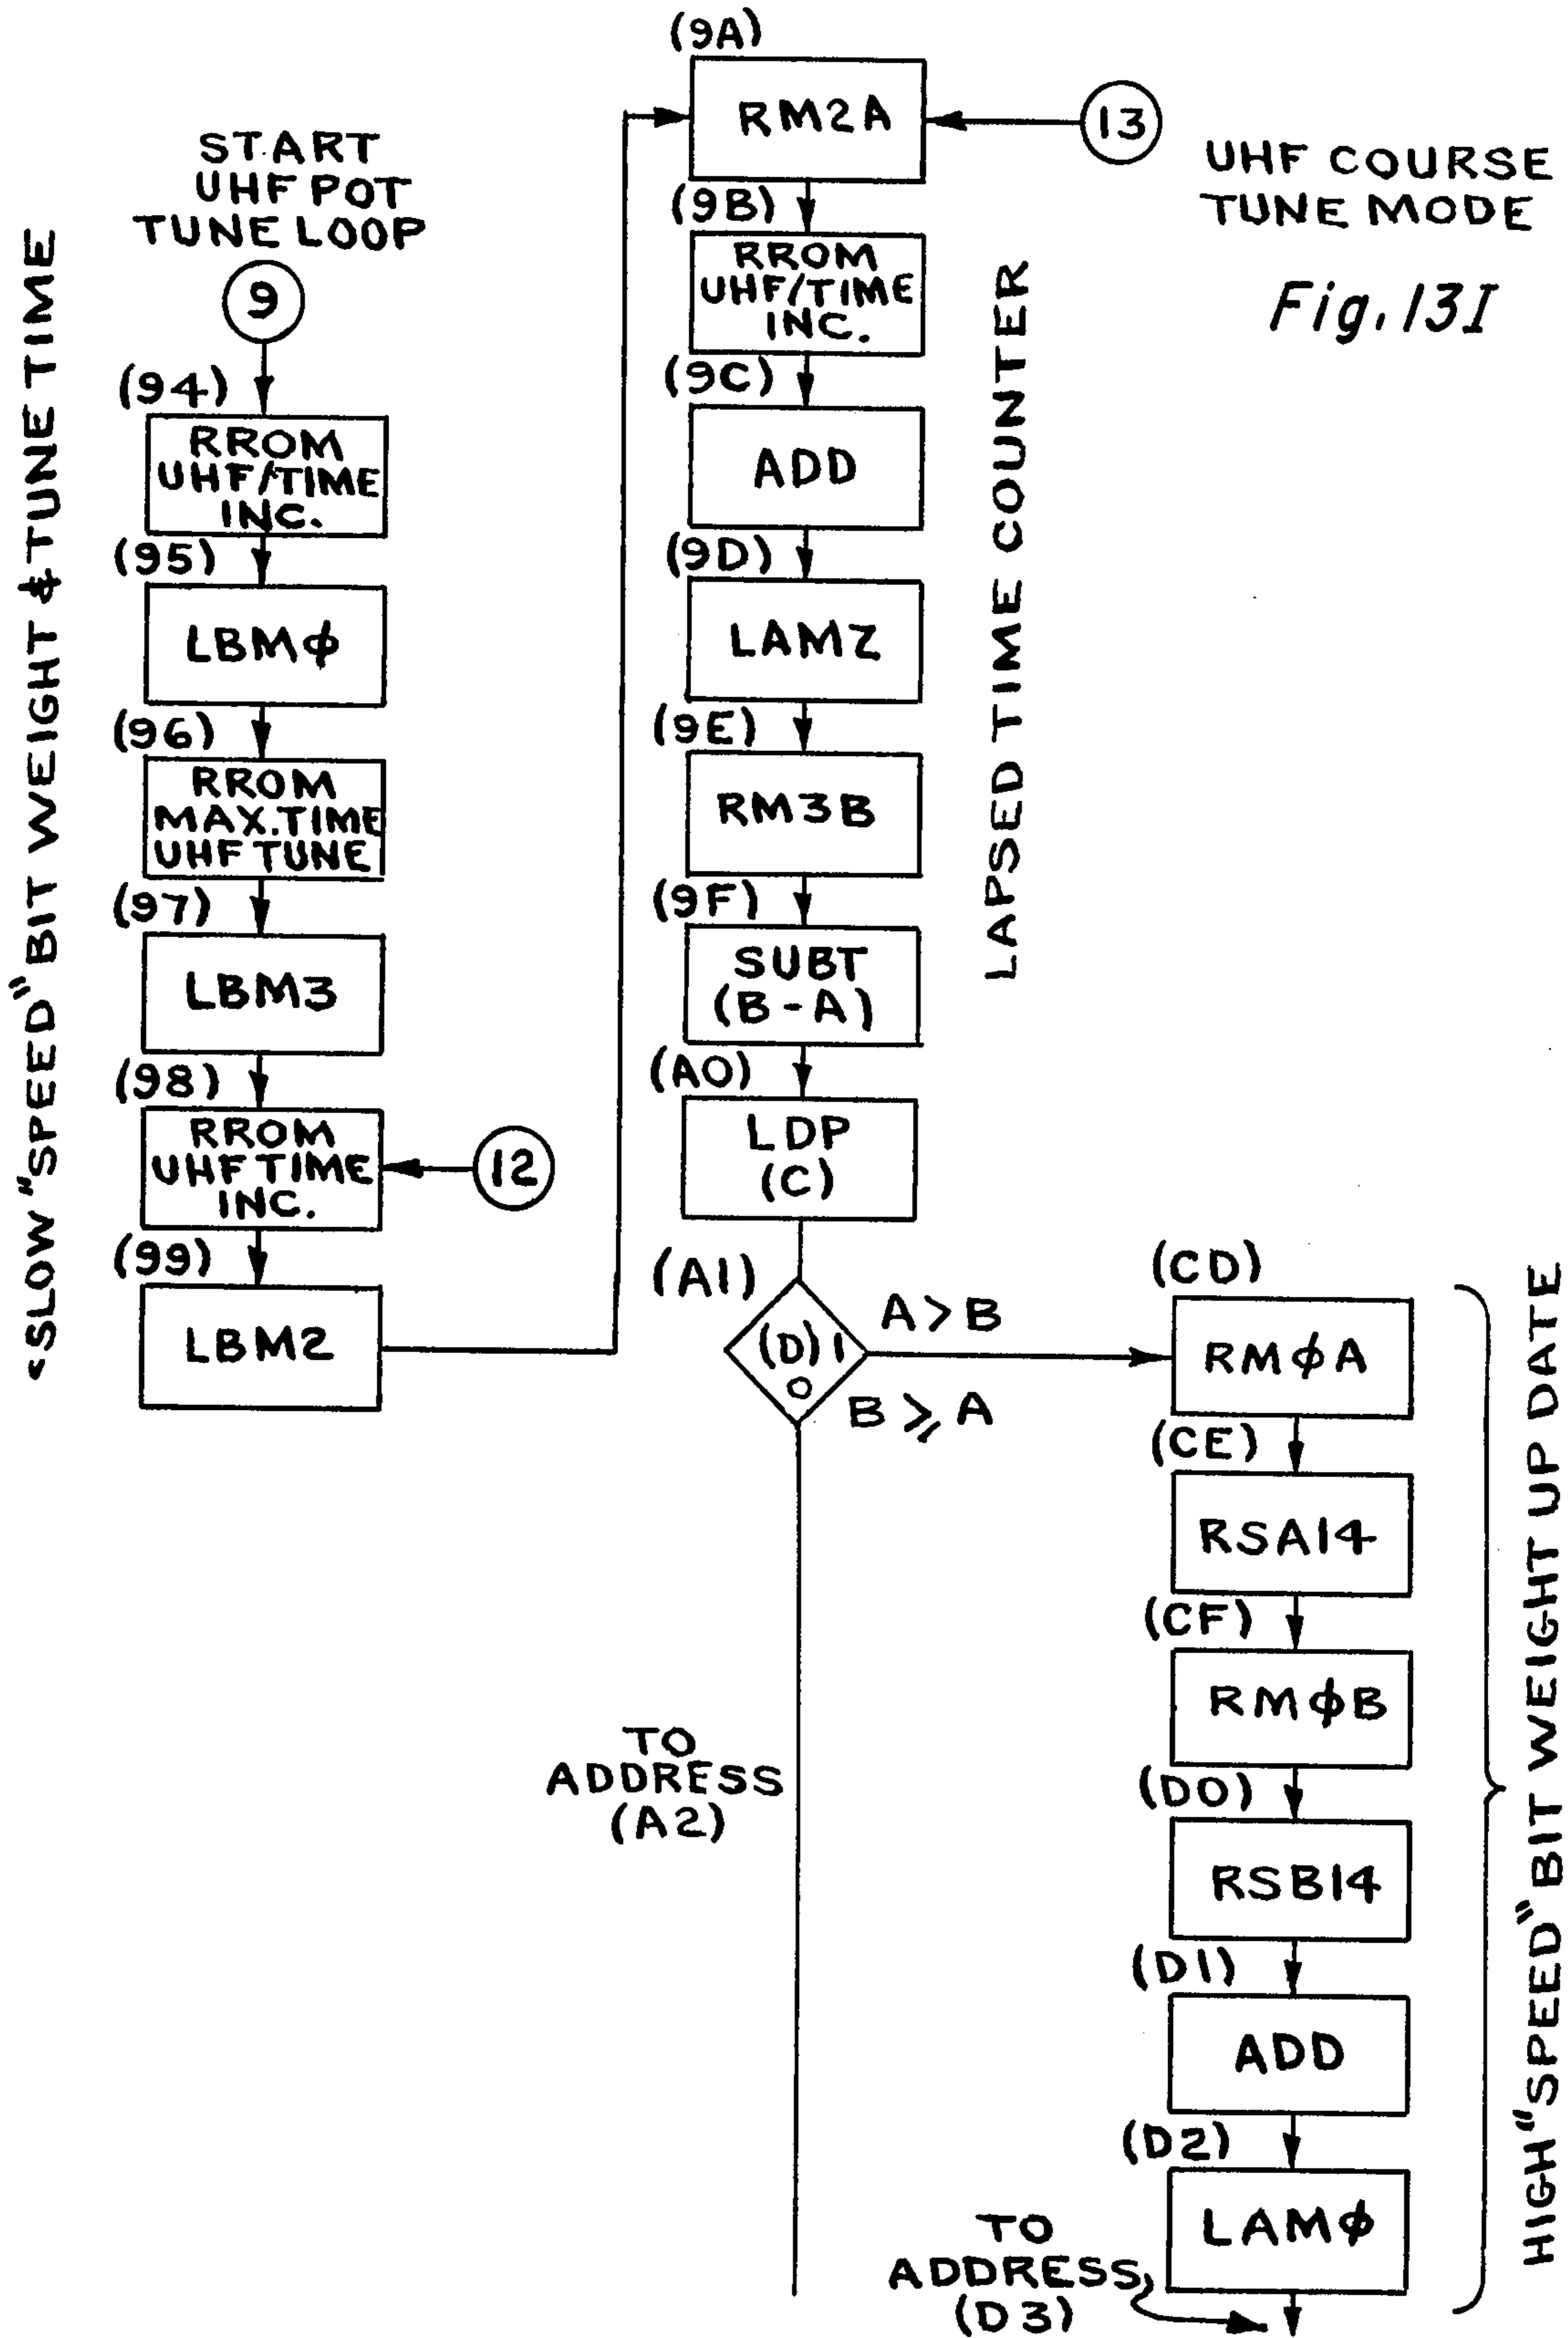 START
UHF POT
TUNE LOOP
9
(94)
RROM
UHF/TIME
INC.
(95)
LBMϕ
(96)
RROM
MAX.TIME
UHF TUNE
(97)
LBM3
(98)
RROM
UHF TIME
INC.
12
(99)
LBM2
"SLOW "SPEED" BIT WEIGHT & TUNE TIME
(9A)
RM2A
13
UHF COURSE
TUNE MODE
Fig. 13I
(9B)
RROM
UHF/TIME
INC.
(9C)
ADD
(9D)
LAM2
(9E)
RM3B
(9F)
SUBT
(B-A)
(A0)
LDP
(C)
LAPSED TIME COUNTER
(A1)
(D) 1
0
A > B
B ⩾ A
TO
ADDRESS
(A2)
(CD)
RMϕA
(CE)
RSA14
(CF)
RMϕB
(D0)
RSB14
(D1)
ADD
(D2)
LAMϕ
TO
ADDRESS
(D3)
HIGH "SPEED" BIT WEIGHT UP DATE